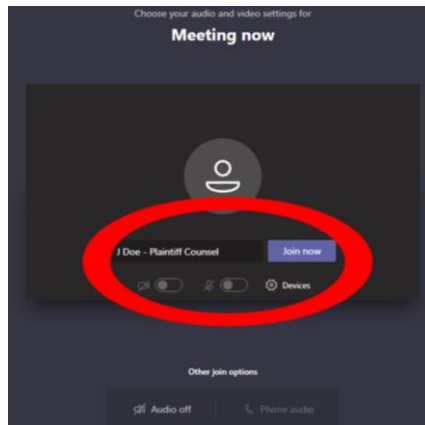 Choose your audio and video settings for
Meeting now
J Doe - Plaintiff Counsel Join now
Devices
Other join options
Audio off Phone audio